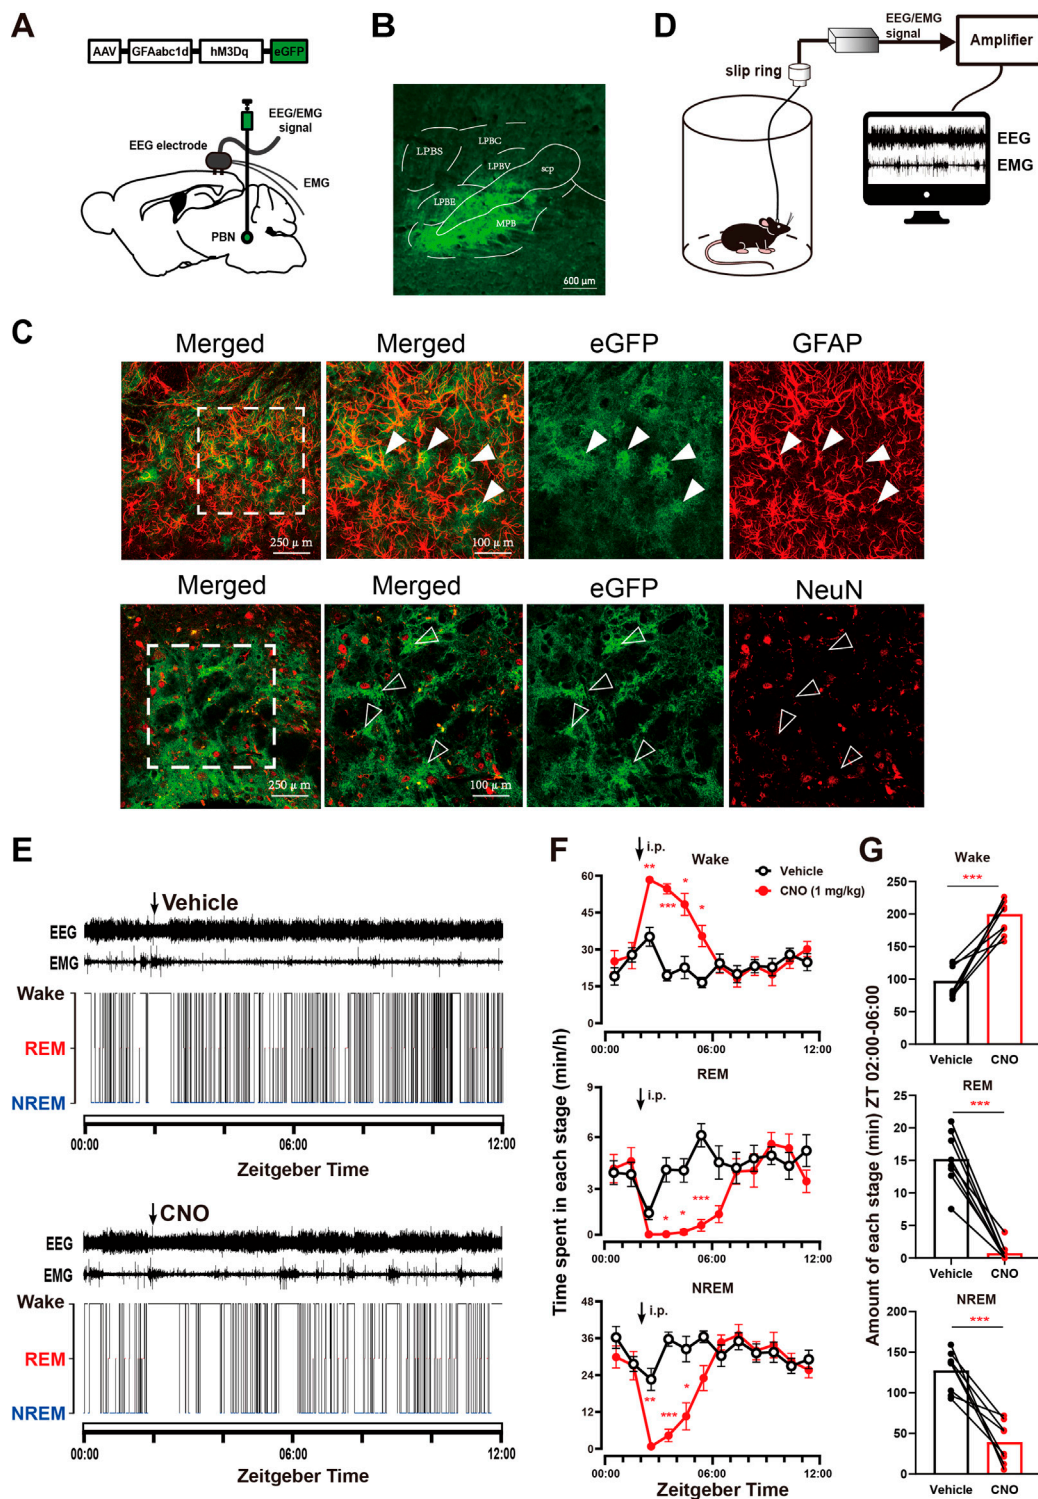 A
AAV GFAabc1d hM3Dq eGFP
EEG/EMG
signal
EEG electrode
EMG
PBN
B
LPBS
LPBC
LPBV
scp
LPBE
MPB
600 μm
D
EEG/EMG
signal
Amplifier
slip ring
EEG
EMG
C
Merged Merged eGFP GFAP
250 μm 100 μm
Merged Merged eGFP NeuN
250 μm 100 μm
E
Vehicle
EEG
EMG
Wake
REM
NREM
00:00 06:00 12:00
Zeitgeber Time
CNO
EEG
EMG
Wake
REM
NREM
00:00 06:00 12:00
Zeitgeber Time
F
Time spent in each stage (min/h)
i.p.
Wake
Vehicle
CNO (1 mg/kg)
60
45
30
15
0
** *** * *
00:00 06:00 12:00
REM
i.p.
9
6
3
0
* * ***
00:00 06:00 12:00
NREM
i.p.
48
36
24
12
0
** *** *
00:00 06:00 12:00
Zeitgeber Time
G
Amount of each stage (min) ZT 02:00-06:00
Wake
***
250
200
150
100
50
0
Vehicle CNO
REM
***
25
20
15
10
5
0
Vehicle CNO
NREM
***
200
150
100
50
0
Vehicle CNO